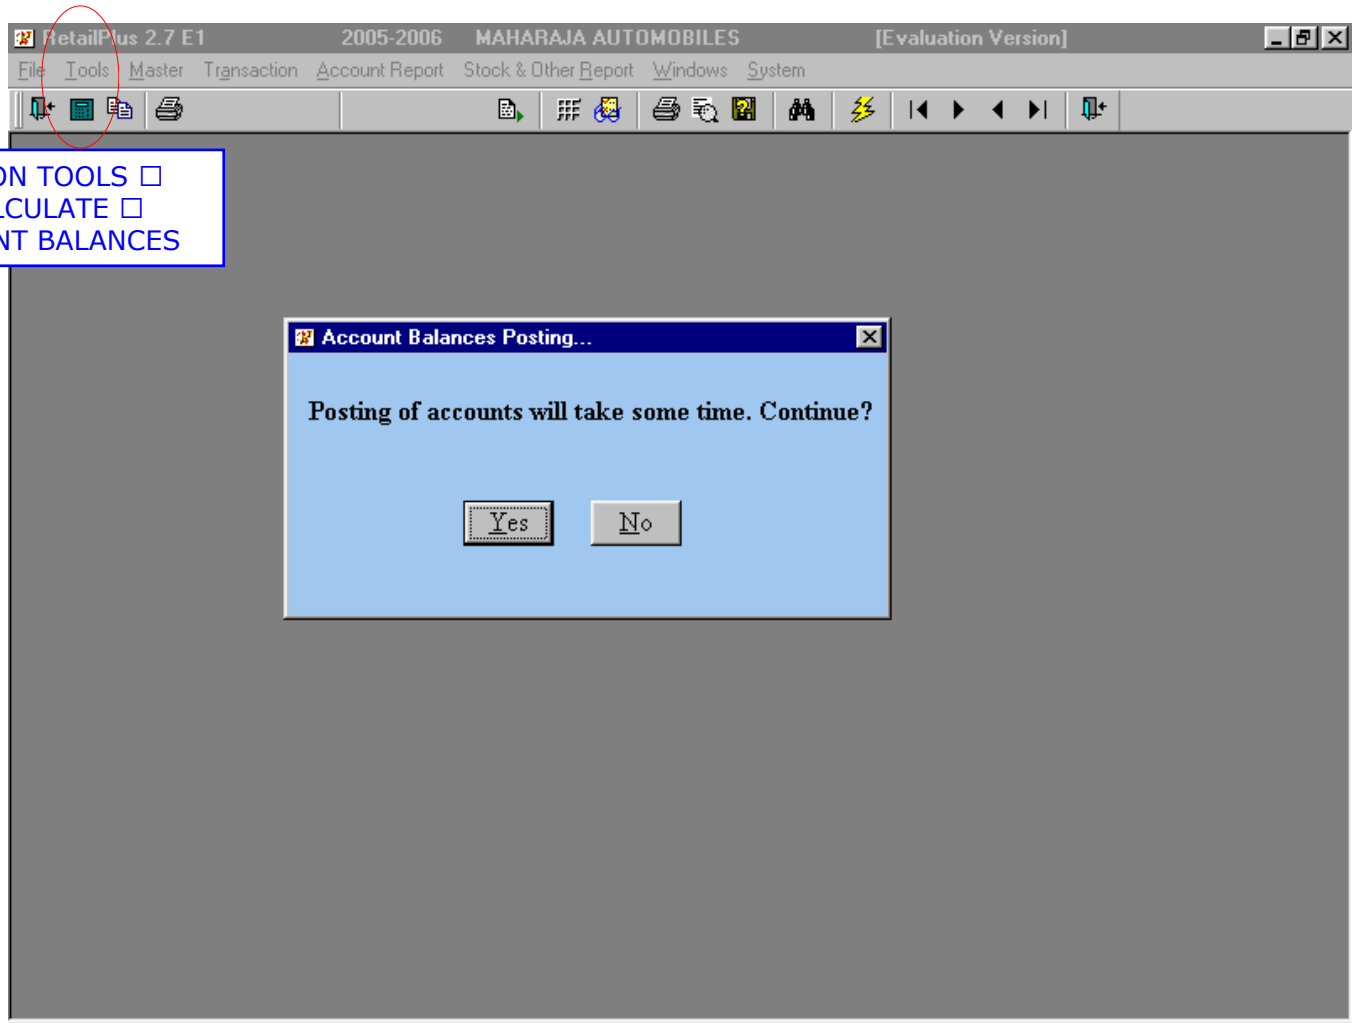 RetailPlus 2.7 E1 2005-2006 MAHARAJA AUTOMOBILES [Evaluation Version]
File Tools Master Transaction Account Report Stock & Other Report Windows System
ON TOOLS ☐
LCULATE ☐
NT BALANCES
Account Balances Posting...
Posting of accounts will take some time. Continue?
Yes No